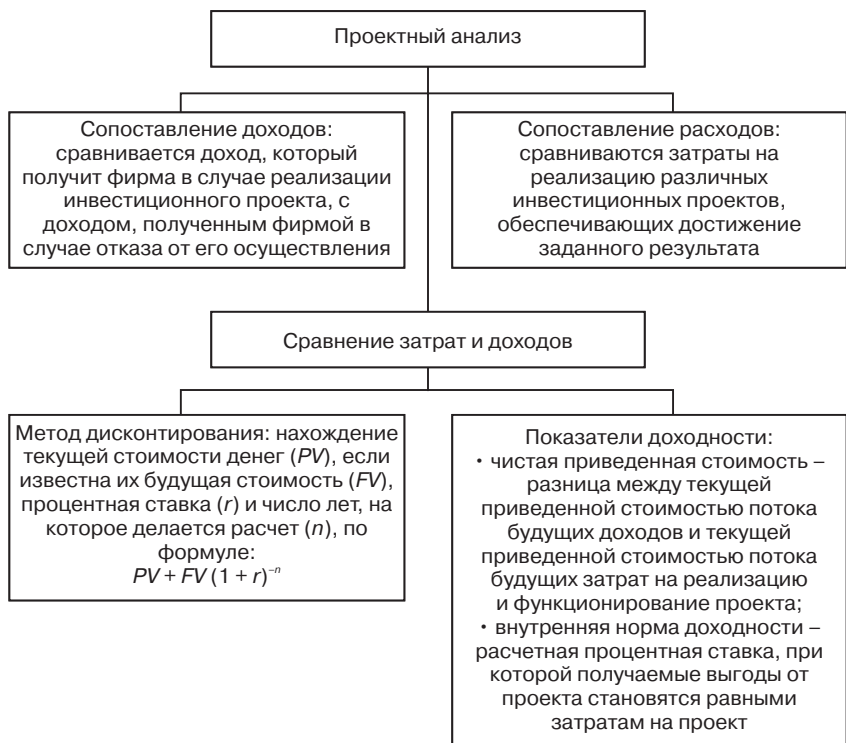 Проектный анализ
Сопоставление доходов:
сравнивается доход, который
получит фирма в случае реализации
инвестиционного проекта, с
доходом, полученным фирмой в
случае отказа от его осуществления
Сопоставление расходов:
сравниваются затраты на
реализацию различных
инвестиционных проектов,
обеспечивающих достижение
заданного результата
Сравнение затрат и доходов
Метод дисконтирования: нахождение
текущей стоимости денег (PV), если
известна их будущая стоимость (FV),
процентная ставка (r) и число лет, на
которое делается расчет (n), по
формуле:
PV + FV (1 + r)⁻ⁿ
Показатели доходности:
• чистая приведенная стоимость –
разница между текущей
приведенной стоимостью потока
будущих доходов и текущей
приведенной стоимостью потока
будущих затрат на реализацию
и функционирование проекта;
• внутренняя норма доходности –
расчетная процентная ставка, при
которой получаемые выгоды от
проекта становятся равными
затратам на проект